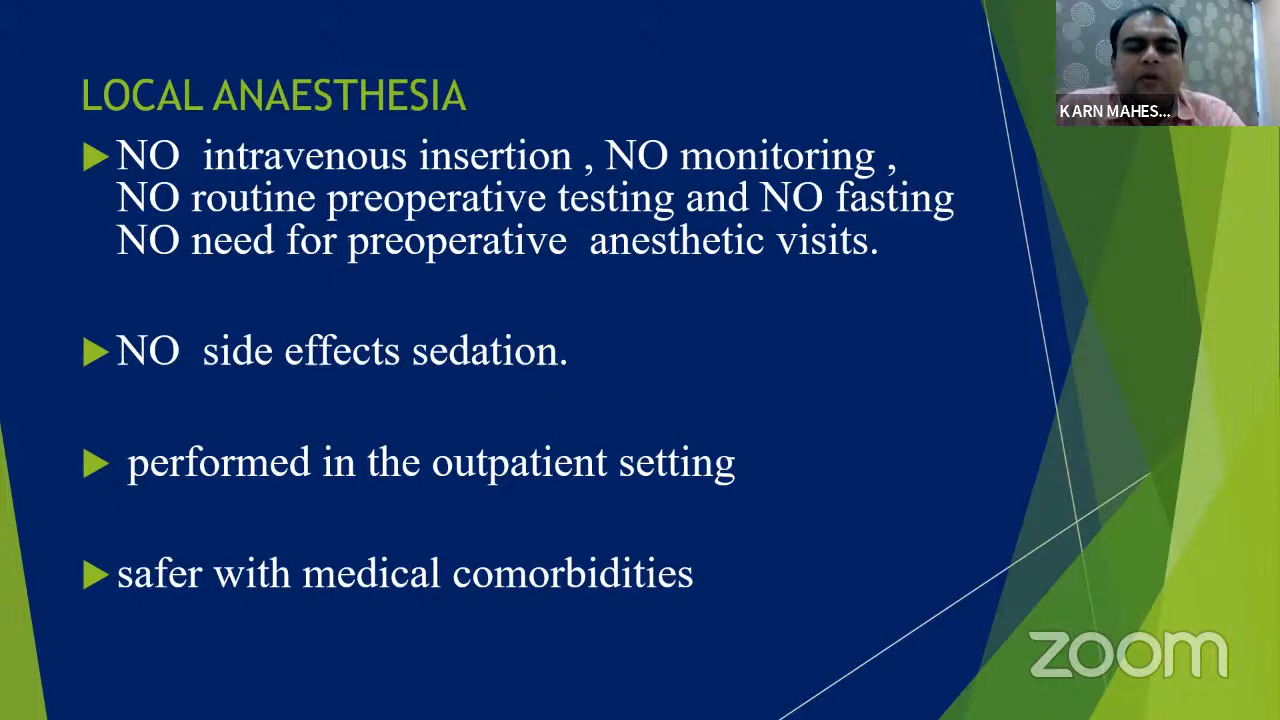 LOCAL ANAESTHESIA
NO intravenous insertion , NO monitoring ,
NO routine preoperative testing and NO fasting
NO need for preoperative anesthetic visits.
NO side effects sedation.
performed in the outpatient setting
safer with medical comorbidities
KARN MAHES...
zoom